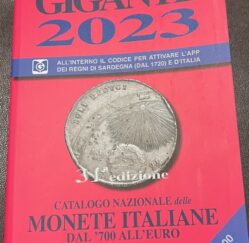 GIGANTE
2023
ALL'INTERNO IL CODICE PER ATTIVARE L'APP
DEI REGNI DI SARDEGNA (DAL 1720) E D'ITALIA
31ª edizione
CATALOGO NAZIONALE delle
MONETE ITALIANE
DAL '700 ALL'EURO